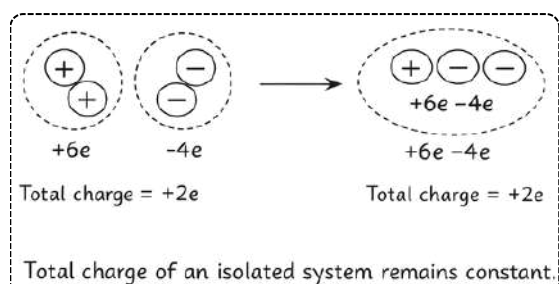 + + − − + − −
+6e −4e
+6e -4e +6e −4e
Total charge = +2e Total charge = +2e
Total charge of an isolated system remains constant.